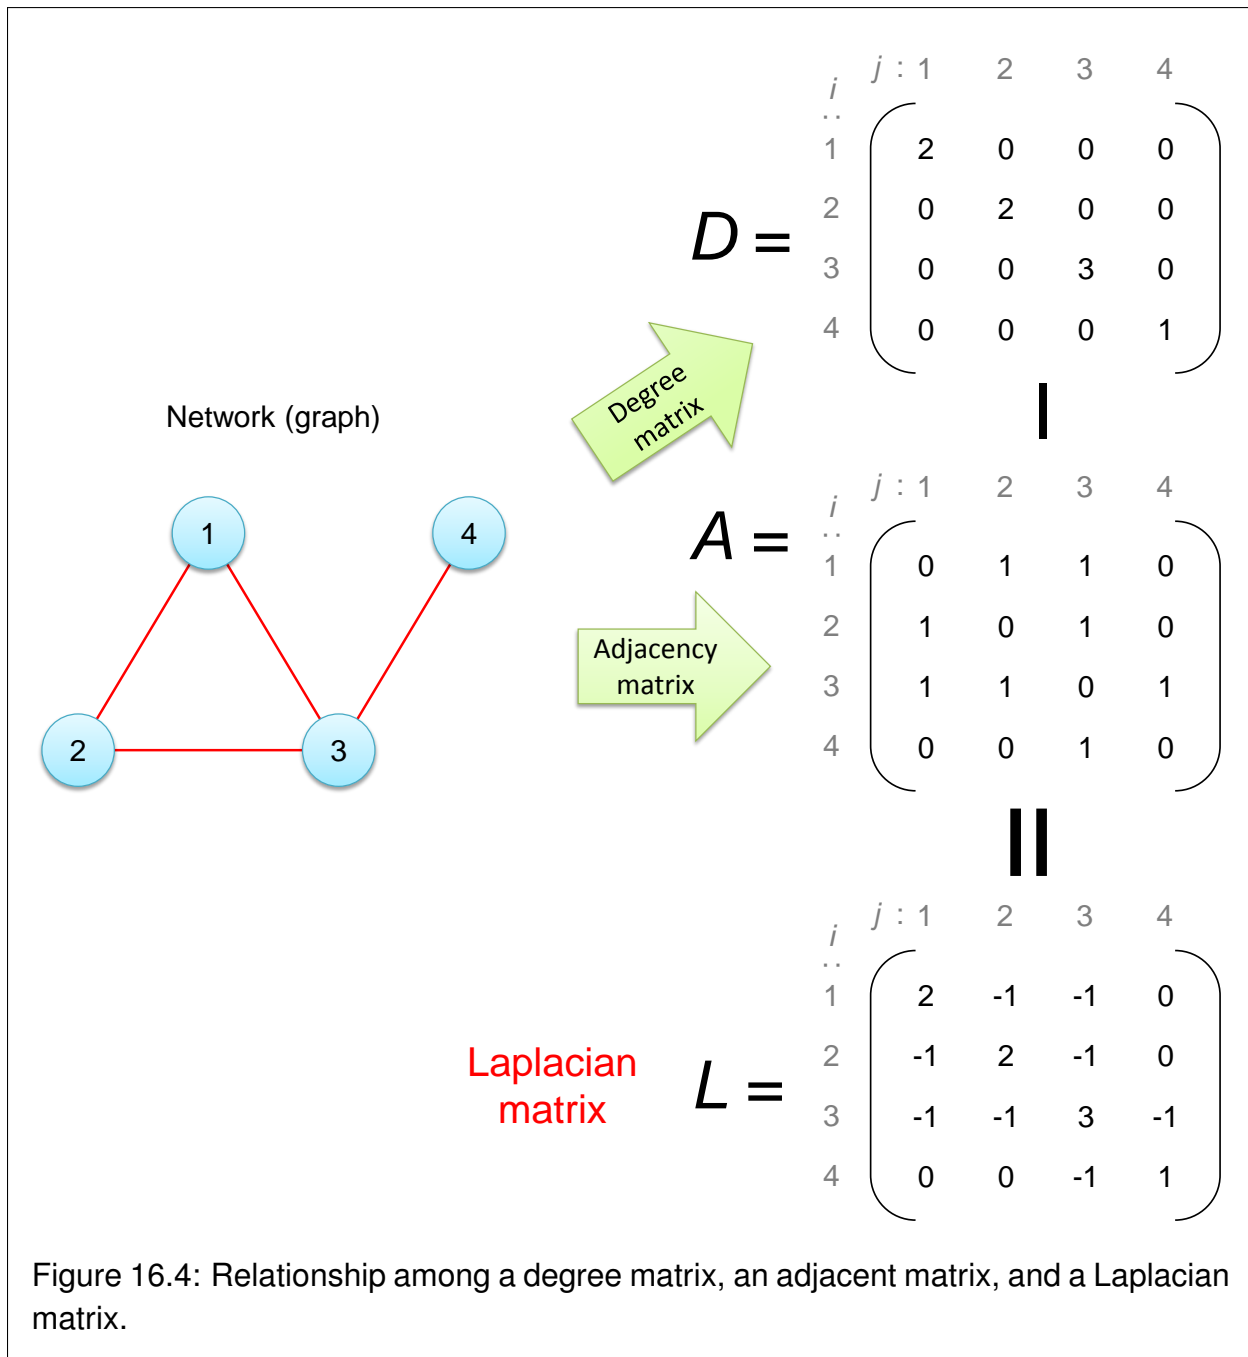 Network (graph)
1
4
2
3
Degree
matrix
Adjacency
matrix
j : 1 2 3 4
i
..
D =
1 2 0 0 0
2 0 2 0 0
3 0 0 3 0
4 0 0 0 1
–
j : 1 2 3 4
i
..
A =
1 0 1 1 0
2 1 0 1 0
3 1 1 0 1
4 0 0 1 0
=
j : 1 2 3 4
i
..
Laplacian
matrix
L =
1 2 -1 -1 0
2 -1 2 -1 0
3 -1 -1 3 -1
4 0 0 -1 1
Figure 16.4: Relationship among a degree matrix, an adjacent matrix, and a Laplacian
matrix.